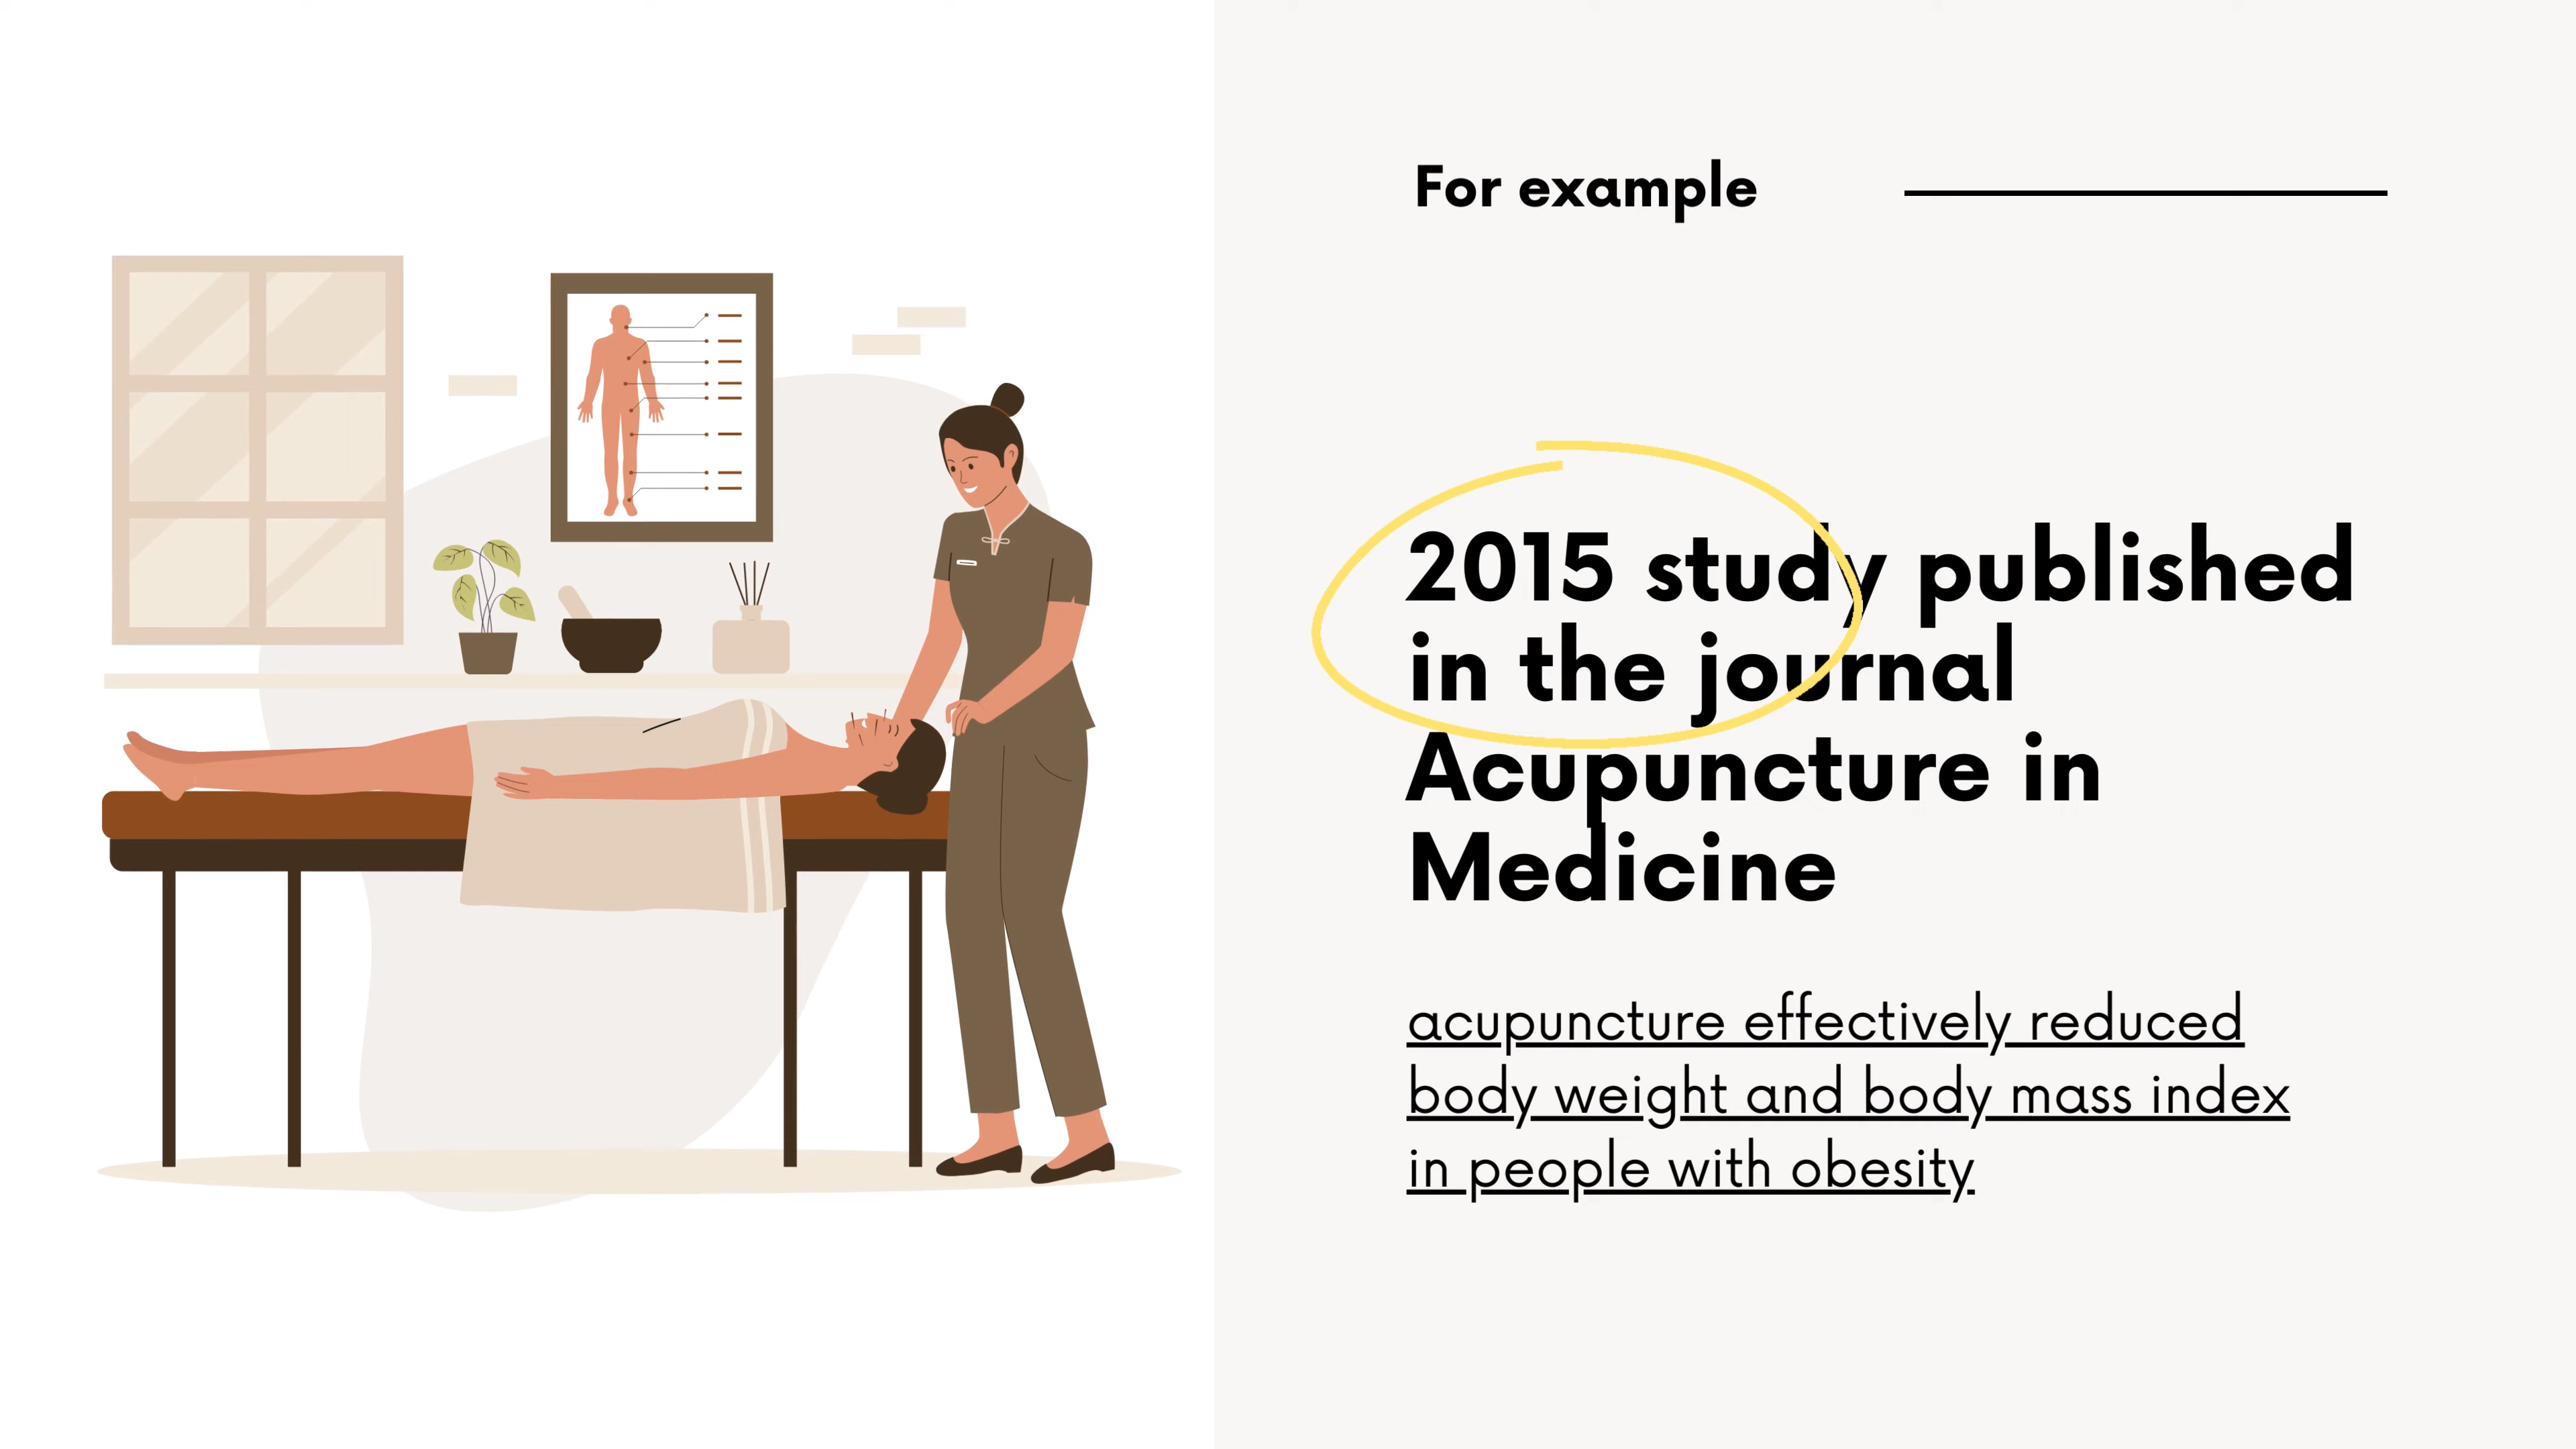 For example
2015 study published
in the journal
Acupuncture in
Medicine
acupuncture effectively reduced
body weight and body mass index
in people with obesity